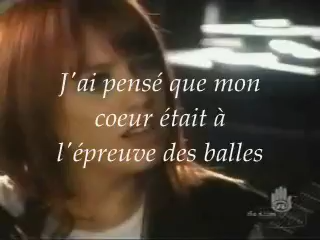 J'ai pensé que mon
coeur était à
l'épreuve des balles